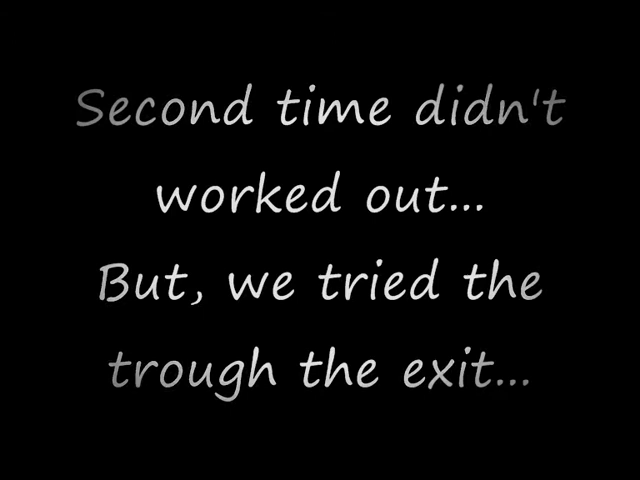 Second time didn't
worked out...
But, we tried the
trough the exit...